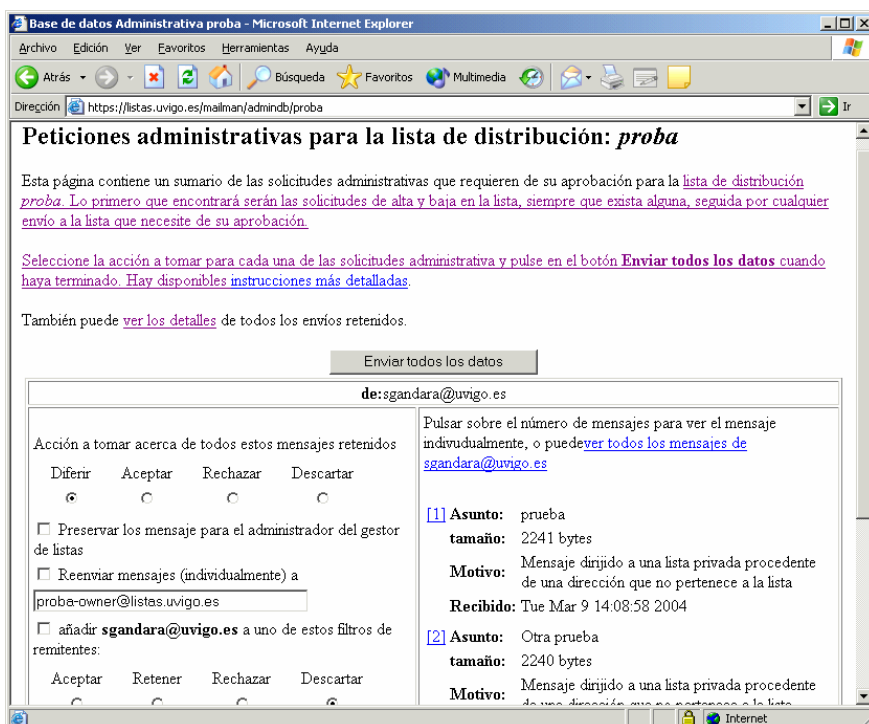 Base de datos Administrativa proba - Microsoft Internet Explorer
Archivo Edición Ver Favoritos Herramientas Ayuda
Atrás Búsqueda Favoritos Multimedia
Dirección https://listas.uvigo.es/mailman/admindb/proba Ir
Peticiones administrativas para la lista de distribución: proba
Esta página contiene un sumario de las solicitudes administrativas que requieren de su aprobación para la lista de distribución
proba. Lo primero que encontrará serán las solicitudes de alta y baja en la lista, siempre que exista alguna, seguida por cualquier
envío a la lista que necesite de su aprobación.
Seleccione la acción a tomar para cada una de las solicitudes administrativa y pulse en el botón Enviar todos los datos cuando
haya terminado. Hay disponibles instrucciones más detalladas.
También puede ver los detalles de todos los envíos retenidos.
Enviar todos los datos
de:sgandara@uvigo.es
Acción a tomar acerca de todos estos mensajes retenidos
Diferir Aceptar Rechazar Descartar
Preservar los mensaje para el administrador del gestor
de listas
Reenviar mensajes (individualmente) a
proba-owner@listas.uvigo.es
añadir sgandara@uvigo.es a uno de estos filtros de
remitentes:
Aceptar Retener Rechazar Descartar
Pulsar sobre el número de mensajes para ver el mensaje
indivudualmente, o puedever todos los mensajes de
sgandara@uvigo.es
[1] Asunto: prueba
tamaño: 2241 bytes
Motivo: Mensaje dirijido a una lista privada procedente
de una dirección que no pertenece a la lista
Recibido: Tue Mar 9 14:08:58 2004
[2] Asunto: Otra prueba
tamaño: 2240 bytes
Motivo: Mensaje dirijido a una lista privada procedente
de una dirección que no pertenece a la lista
Internet